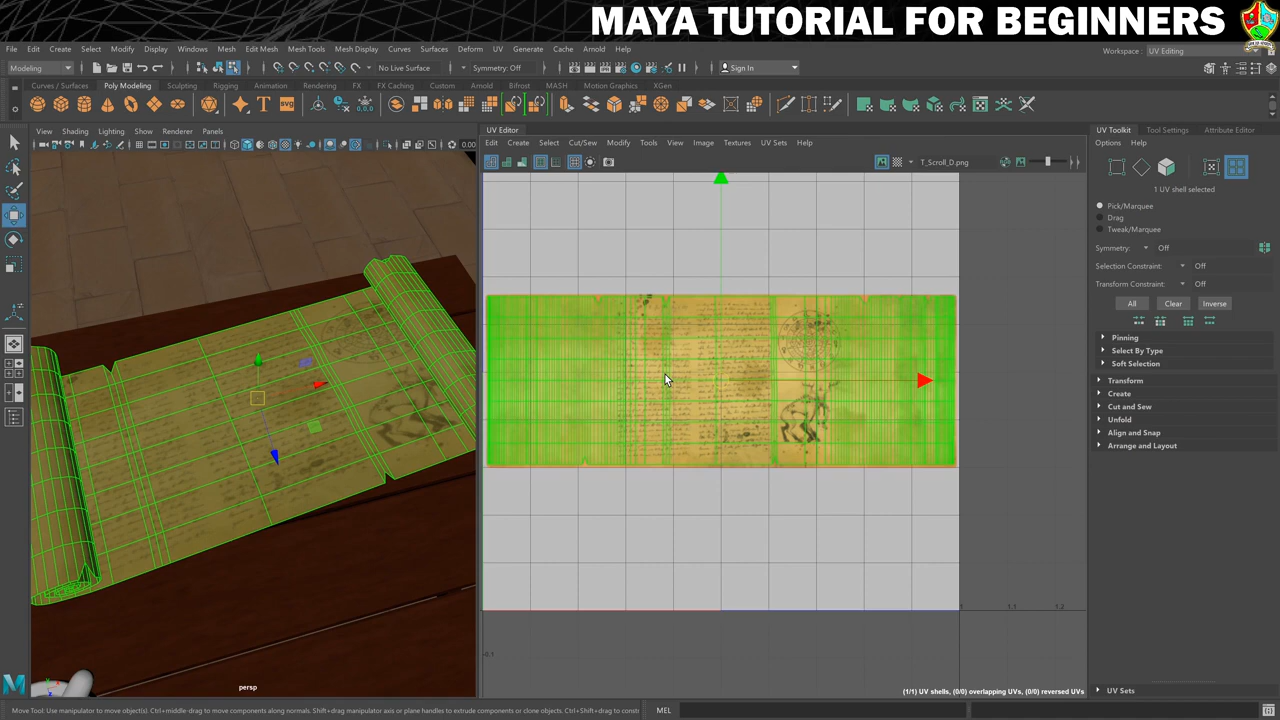 MAYA TUTORIAL FOR BEGINNERS
File Edit Create Select Modify Display Windows Mesh Edit Mesh Mesh Tools Mesh Display Curves Surfaces Deform UV Generate Cache Arnold Help
Workspace : UV Editing
Modeling No Live Surface Symmetry: Off Sign In
Curves / Surfaces Poly Modeling Sculpting Rigging Animation Rendering FX FX Caching Custom Arnold Bifrost MASH Motion Graphics XGen
View Shading Lighting Show Renderer Panels
0.00
persp
UV Editor
Edit Create Select Cut/Sew Modify Tools View Image Textures UV Sets Help
T_Scroll_D.png
1 1.1 1.2
-0.1
(1/1) UV shells, (0/0) overlapping UVs, (0/0) reversed UVs
UV Toolkit Tool Settings Attribute Editor
Options Help
1 UV shell selected
Pick/Marquee
Drag
Tweak/Marquee
Symmetry: Off
Selection Constraint: Off
Transform Constraint: Off
All Clear Inverse
Pinning
Select By Type
Soft Selection
Transform
Create
Cut and Sew
Unfold
Align and Snap
Arrange and Layout
UV Sets
Move Tool: Use manipulator to move object(s). Ctrl+middle-drag to move components along normals. Shift+drag manipulator axis or plane handles to extrude components or clone objects. Ctrl+Shift+drag to constr
MEL